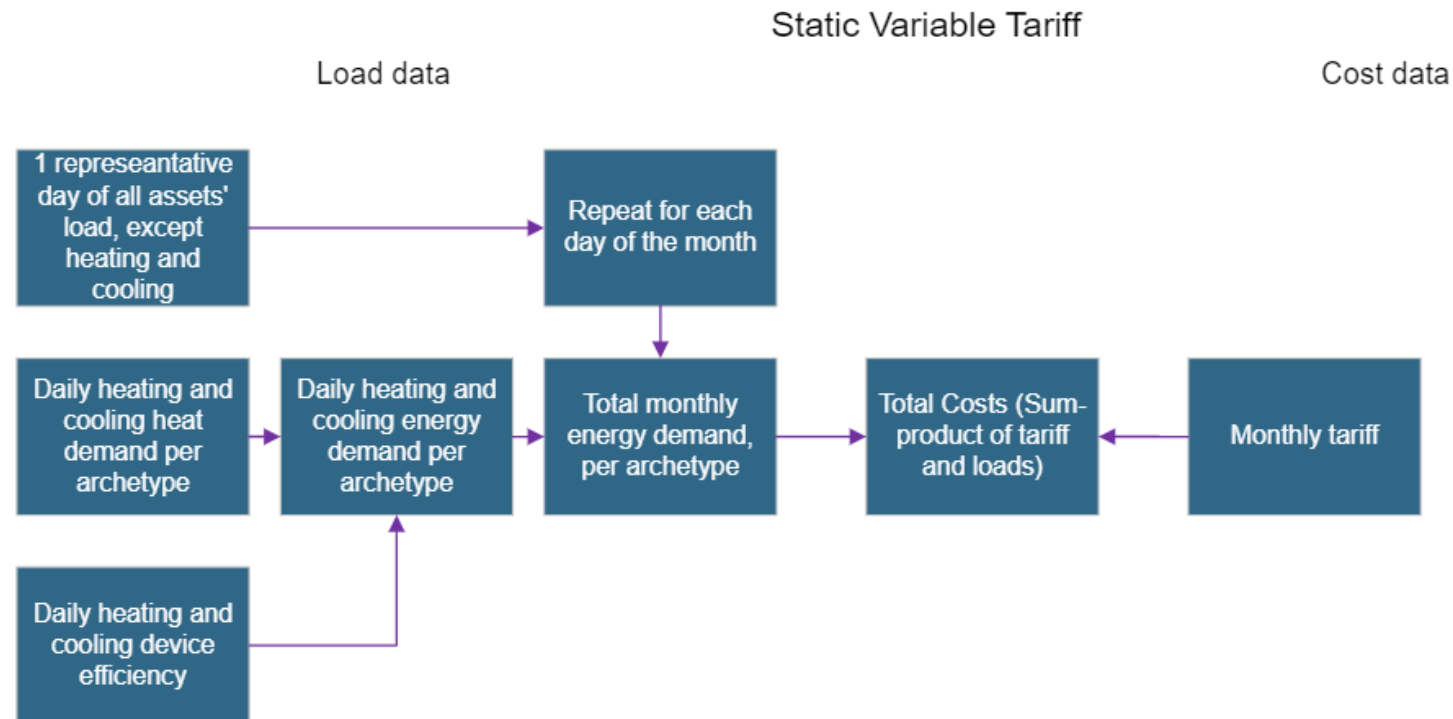 Static Variable Tariff
Load data
Cost data
1 represeantative
day of all assets'
load, except
heating and
cooling
Repeat for each
day of the month
Daily heating and
cooling heat
demand per
archetype
Daily heating and
cooling energy
demand per
archetype
Total monthly
energy demand,
per archetype
Total Costs (Sum-
product of tariff
and loads)
Monthly tariff
Daily heating and
cooling device
efficiency